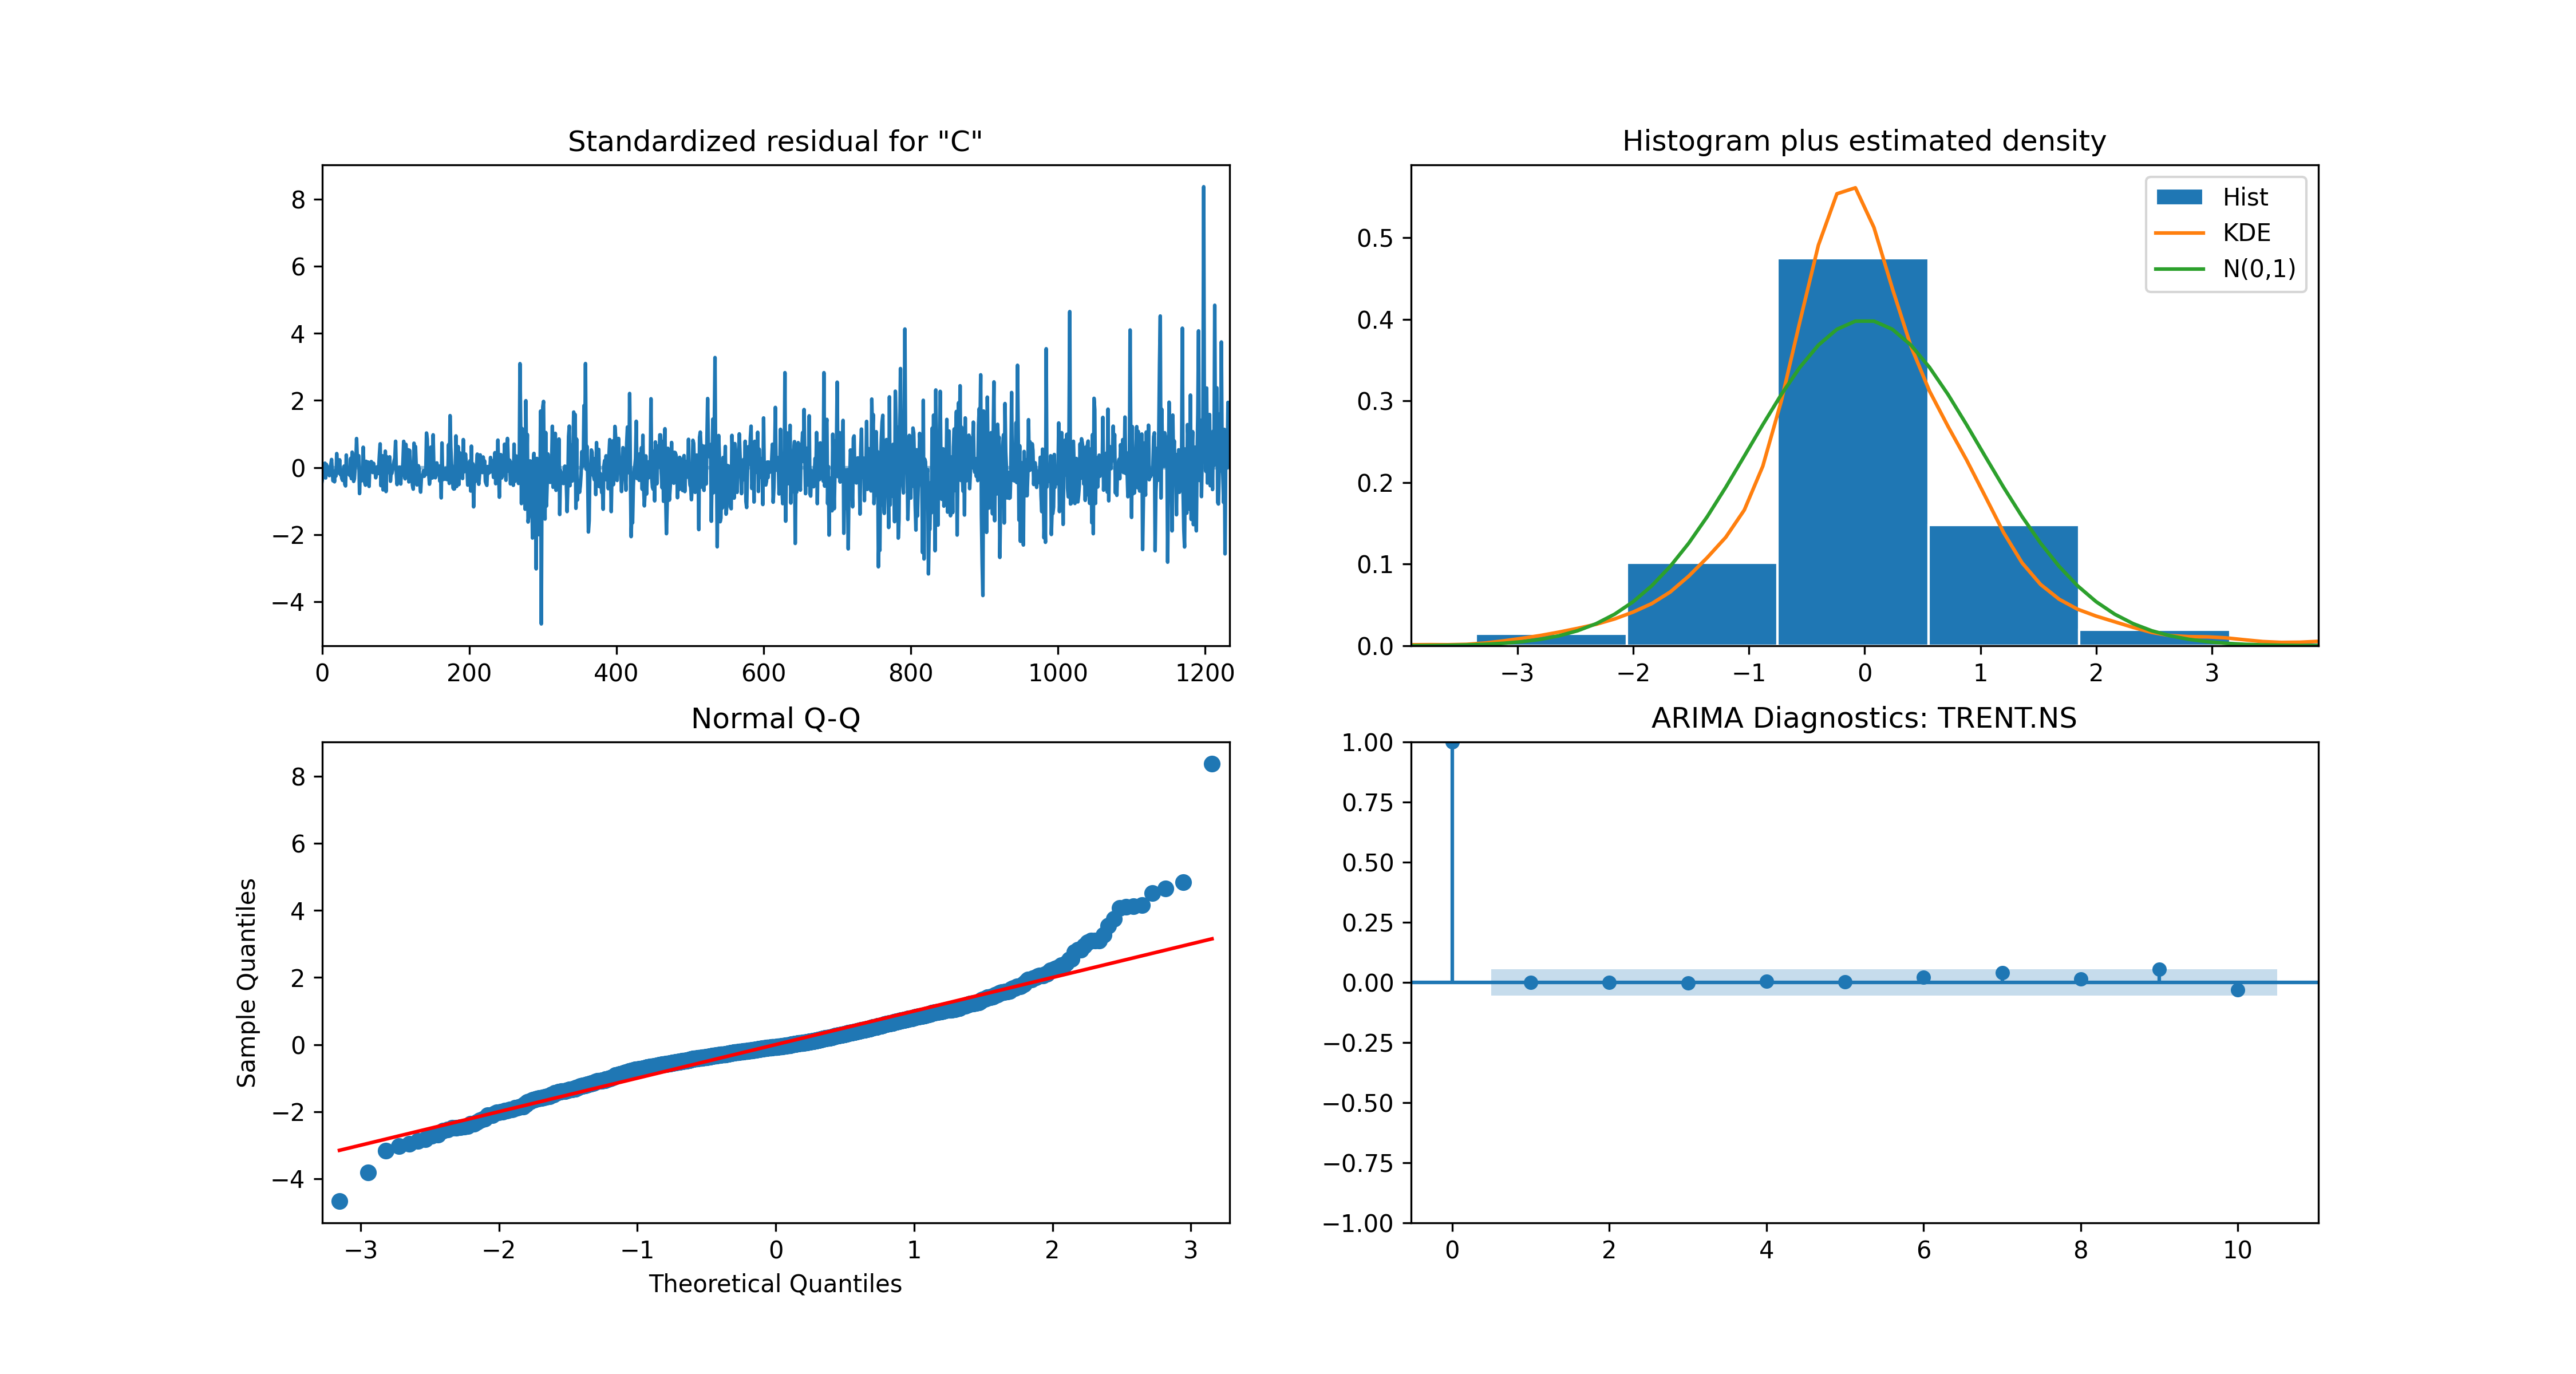 Standardized residual for "C"
8
6
4
2
0
−2
−4
0 200 400 600 800 1000 1200
Histogram plus estimated density
Hist
KDE
N(0,1)
0.5
0.4
0.3
0.2
0.1
0.0
−3 −2 −1 0 1 2 3
Normal Q-Q
Sample Quantiles
8
6
4
2
0
−2
−4
−3 −2 −1 0 1 2 3
Theoretical Quantiles
ARIMA Diagnostics: TRENT.NS
1.00
0.75
0.50
0.25
0.00
−0.25
−0.50
−0.75
−1.00
0 2 4 6 8 10